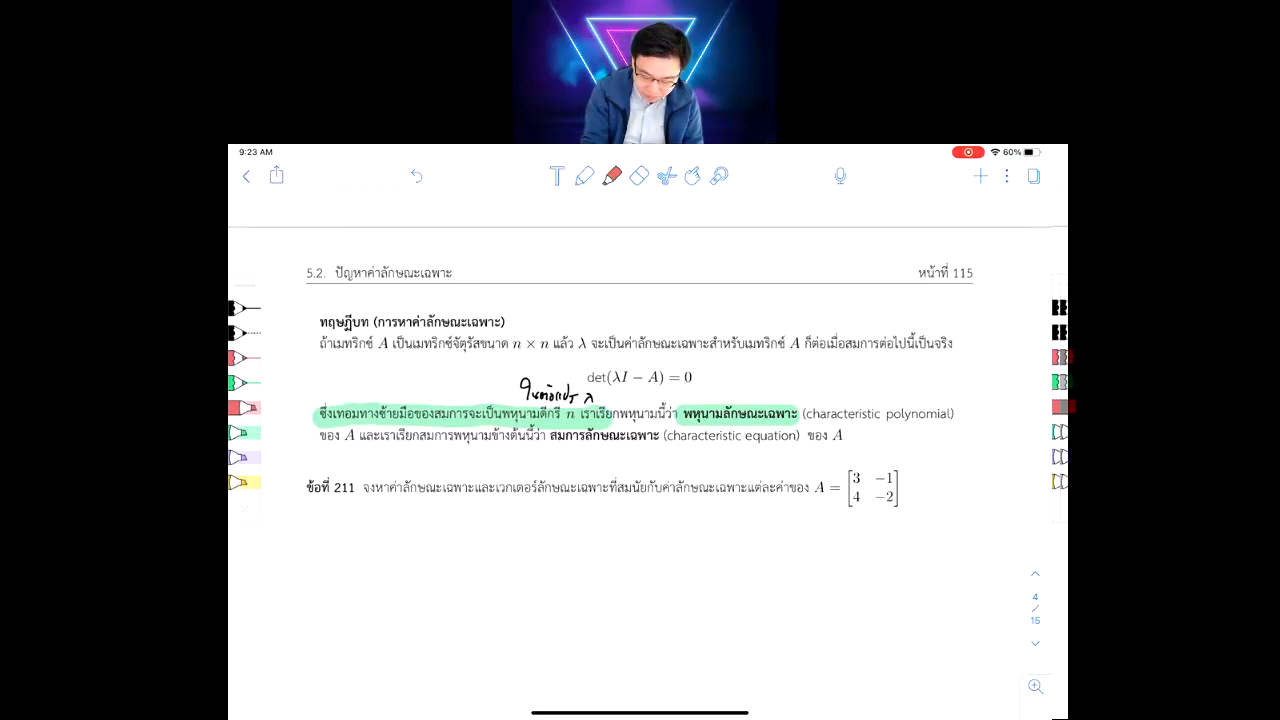 9:23 AM
60%
5.2. ปัญหาค่าลักษณะเฉพาะ หน้าที่ 115
ทฤษฎีบท (การหาค่าลักษณะเฉพาะ)
ถ้าเมทริกซ์ A เป็นเมทริกซ์จัตุรัสขนาด n × n แล้ว λ จะเป็นค่าลักษณะเฉพาะสำหรับเมทริกซ์ A ก็ต่อเมื่อสมการต่อไปนี้เป็นจริง
det(λI − A) = 0
ในตัวแปร λ
ซึ่งเทอมทางซ้ายมือของสมการจะเป็นพหุนามดีกรี n เราเรียกพหุนามนี้ว่า พหุนามลักษณะเฉพาะ (characteristic polynomial)
ของ A และเราเรียกสมการพหุนามข้างต้นนี้ว่า สมการลักษณะเฉพาะ (characteristic equation) ของ A
ข้อที่ 211 จงหาค่าลักษณะเฉพาะและเวกเตอร์ลักษณะเฉพาะที่สมนัยกับค่าลักษณะเฉพาะแต่ละค่าของ A = [3 −1
4 −2]
4
/
15